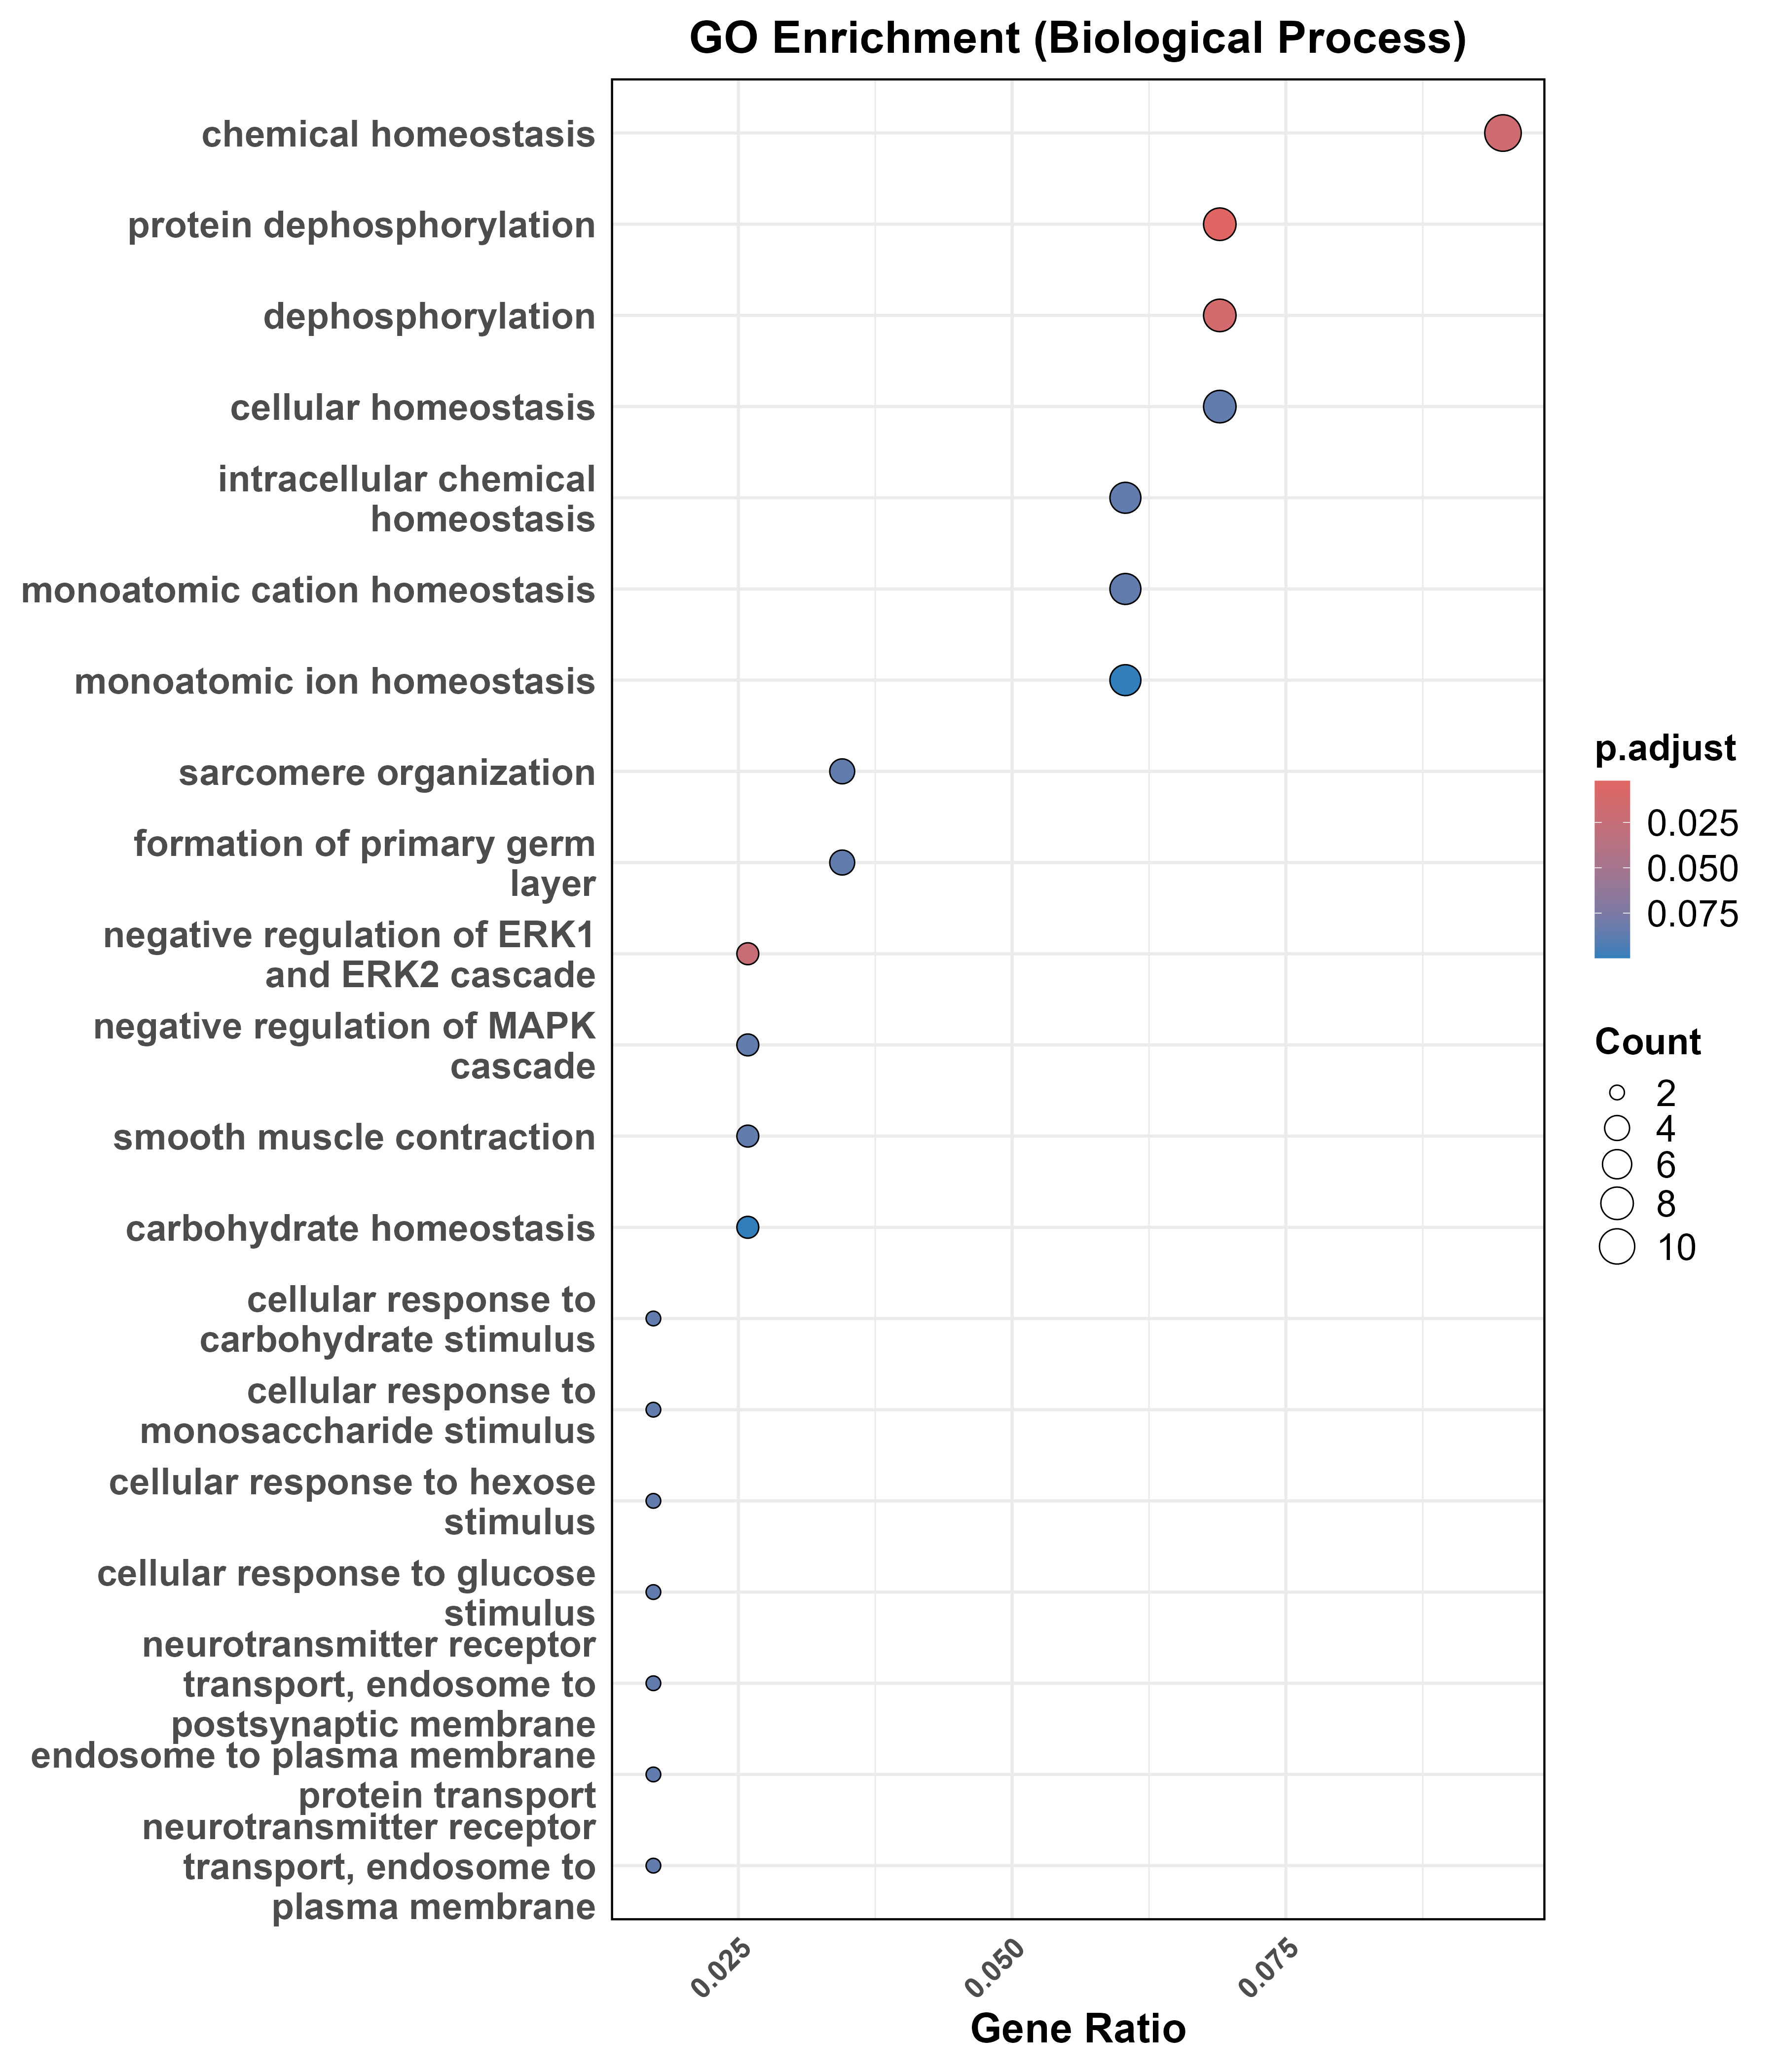 GO Enrichment (Biological Process)
chemical homeostasis
protein dephosphorylation
dephosphorylation
cellular homeostasis
intracellular chemical
homeostasis
monoatomic cation homeostasis
monoatomic ion homeostasis
sarcomere organization
formation of primary germ
layer
negative regulation of ERK1
and ERK2 cascade
negative regulation of MAPK
cascade
smooth muscle contraction
carbohydrate homeostasis
cellular response to
carbohydrate stimulus
cellular response to
monosaccharide stimulus
cellular response to hexose
stimulus
cellular response to glucose
stimulus
neurotransmitter receptor
transport, endosome to
postsynaptic membrane
endosome to plasma membrane
protein transport
neurotransmitter receptor
transport, endosome to
plasma membrane
0.025
0.050
0.075
Gene Ratio
p.adjust
0.025
0.050
0.075
Count
2
4
6
8
10